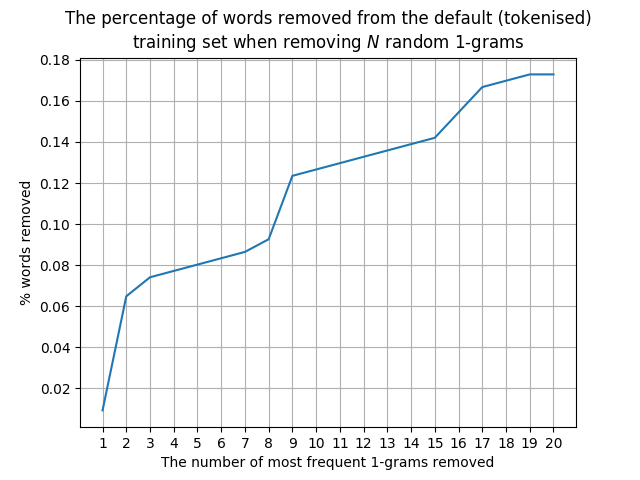 The percentage of words removed from the default (tokenised)
training set when removing N random 1-grams
% words removed
0.18
0.16
0.14
0.12
0.10
0.08
0.06
0.04
0.02
1 2 3 4 5 6 7 8 9 10 11 12 13 14 15 16 17 18 19 20
The number of most frequent 1-grams removed